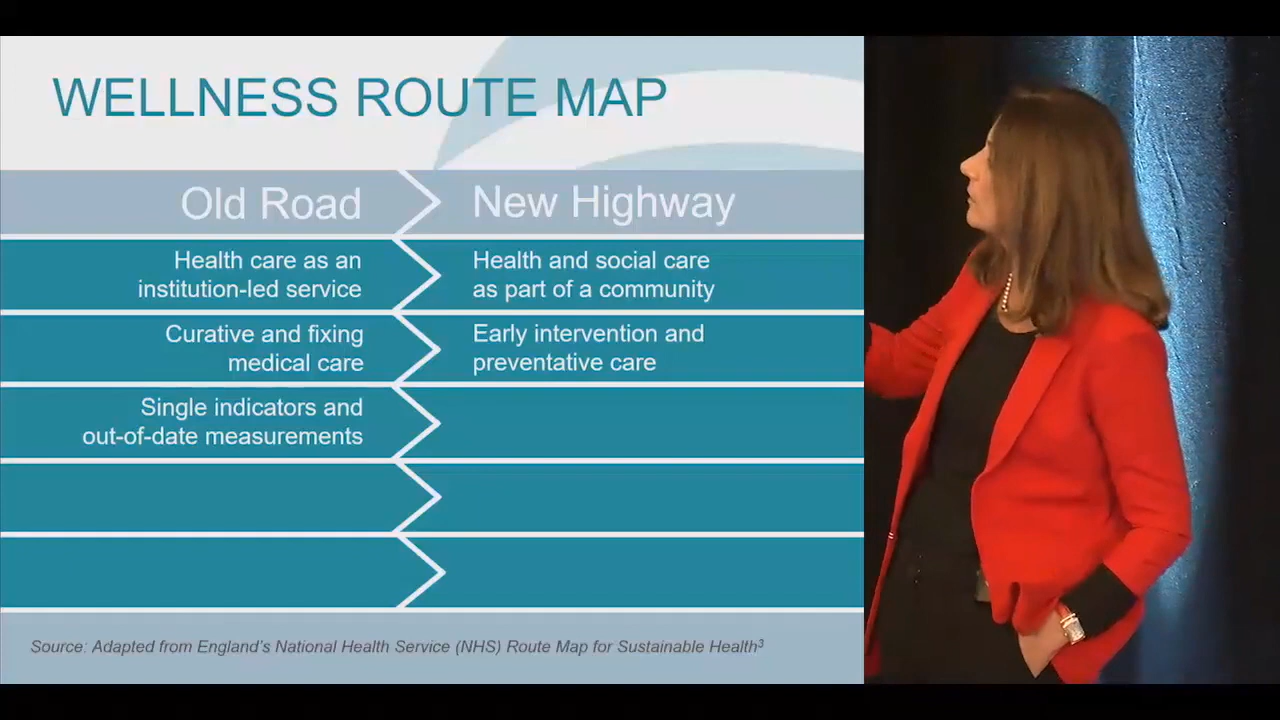 WELLNESS ROUTE MAP
Old Road
New Highway
Health care as an
institution-led service
Health and social care
as part of a community
Curative and fixing
medical care
Early intervention and
preventative care
Single indicators and
out-of-date measurements
Source: Adapted from England’s National Health Service (NHS) Route Map for Sustainable Health³